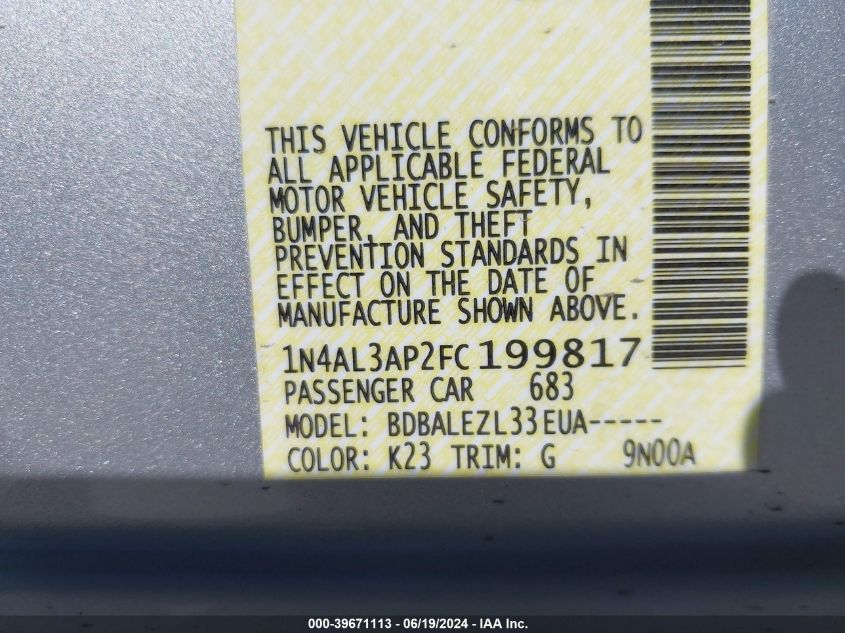 THIS VEHICLE CONFORMS TO
ALL APPLICABLE FEDERAL
MOTOR VEHICLE SAFETY,
BUMPER, AND THEFT
PREVENTION STANDARDS IN
EFFECT ON THE DATE OF
MANUFACTURE SHOWN ABOVE.
1N4AL3AP2FC199817
PASSENGER CAR 683
MODEL: BDBALEZL33EUA-----
COLOR: K23 TRIM: G 9N00A
000-39671113 - 06/19/2024 - IAA Inc.